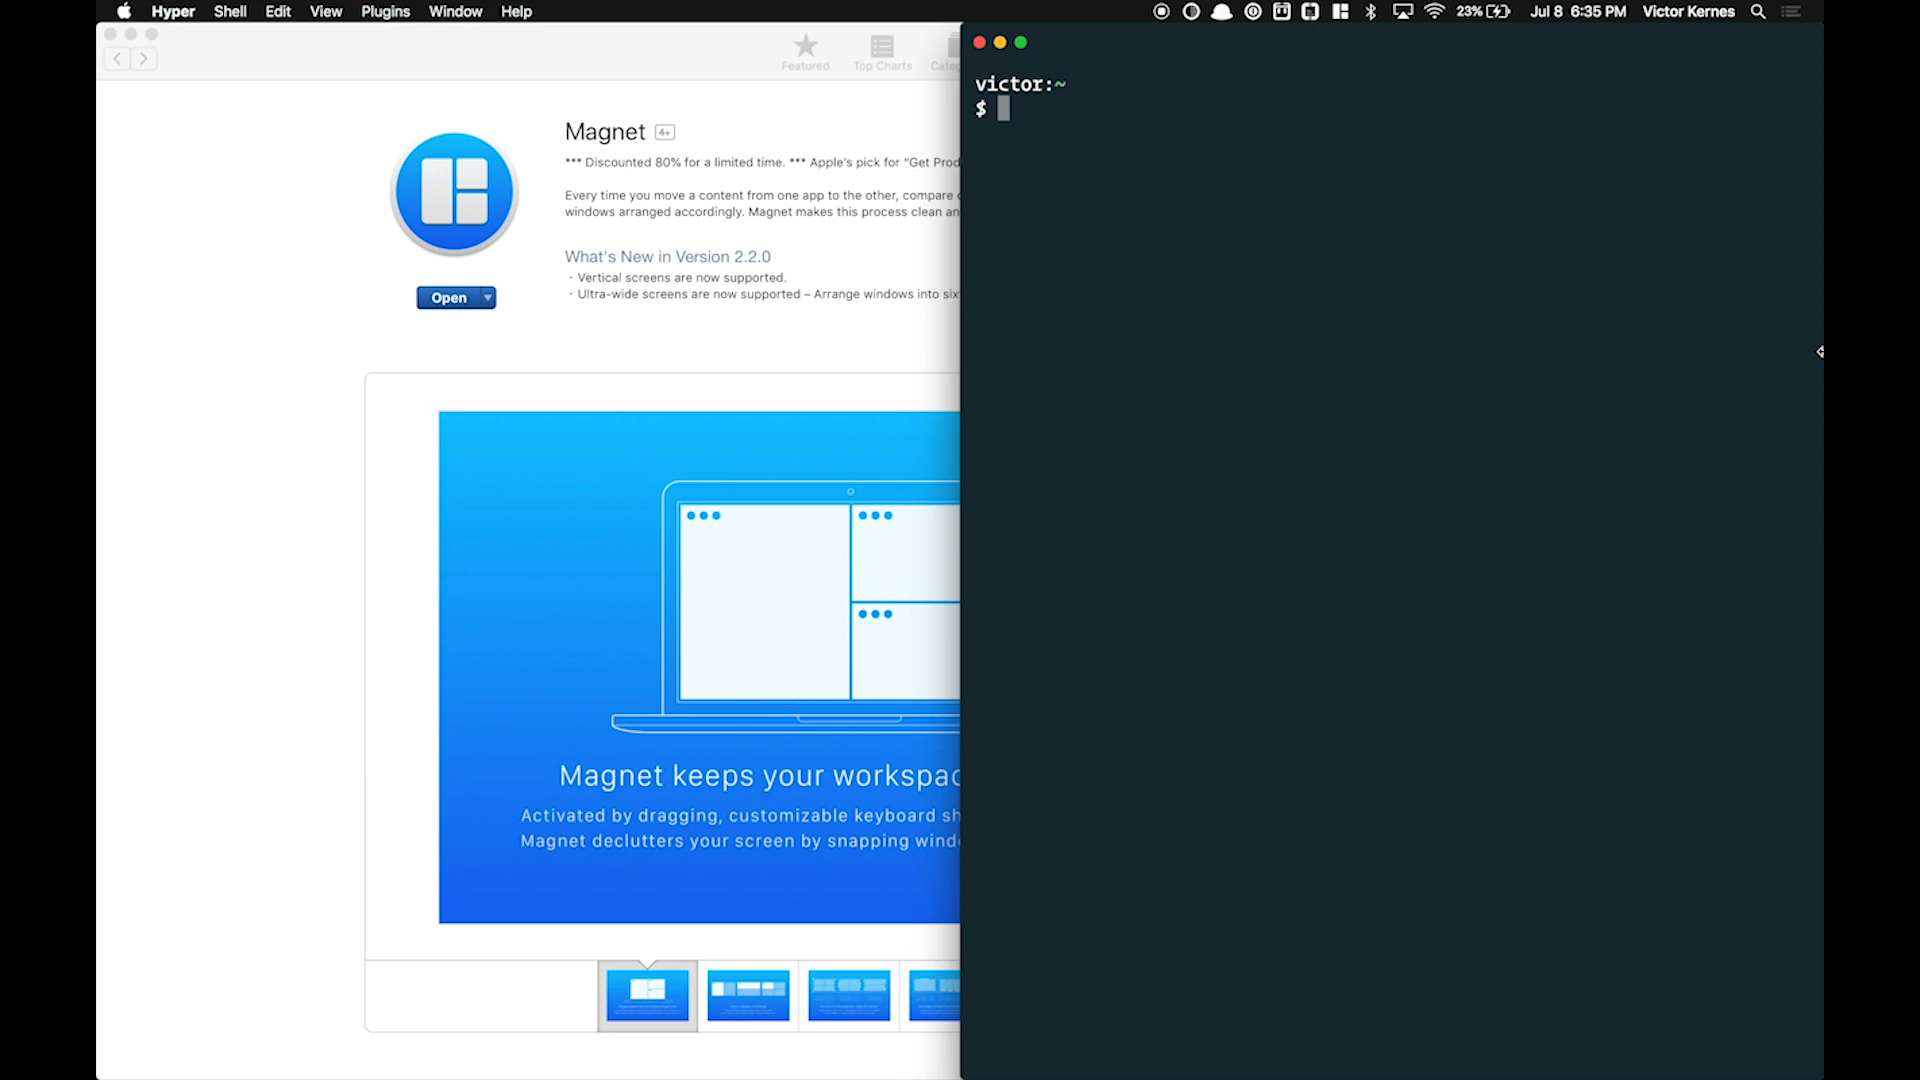 Hyper Shell Edit View Plugins Window Help
23% Jul 8 6:35 PM Victor Kernes
Featured Top Charts Categ
victor:~
$
Magnet 4+
*** Discounted 80% for a limited time. *** Apple's pick for "Get Prod
Every time you move a content from one app to the other, compare
windows arranged accordingly. Magnet makes this process clean an
What's New in Version 2.2.0
· Vertical screens are now supported.
· Ultra-wide screens are now supported – Arrange windows into six
Open
Magnet keeps your workspac
Activated by dragging, customizable keyboard sh
Magnet declutters your screen by snapping wind